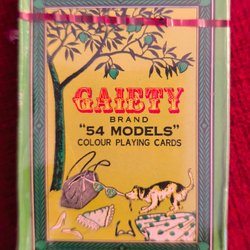 GAIETY
BRAND
"54 MODELS"
COLOUR PLAYING CARDS